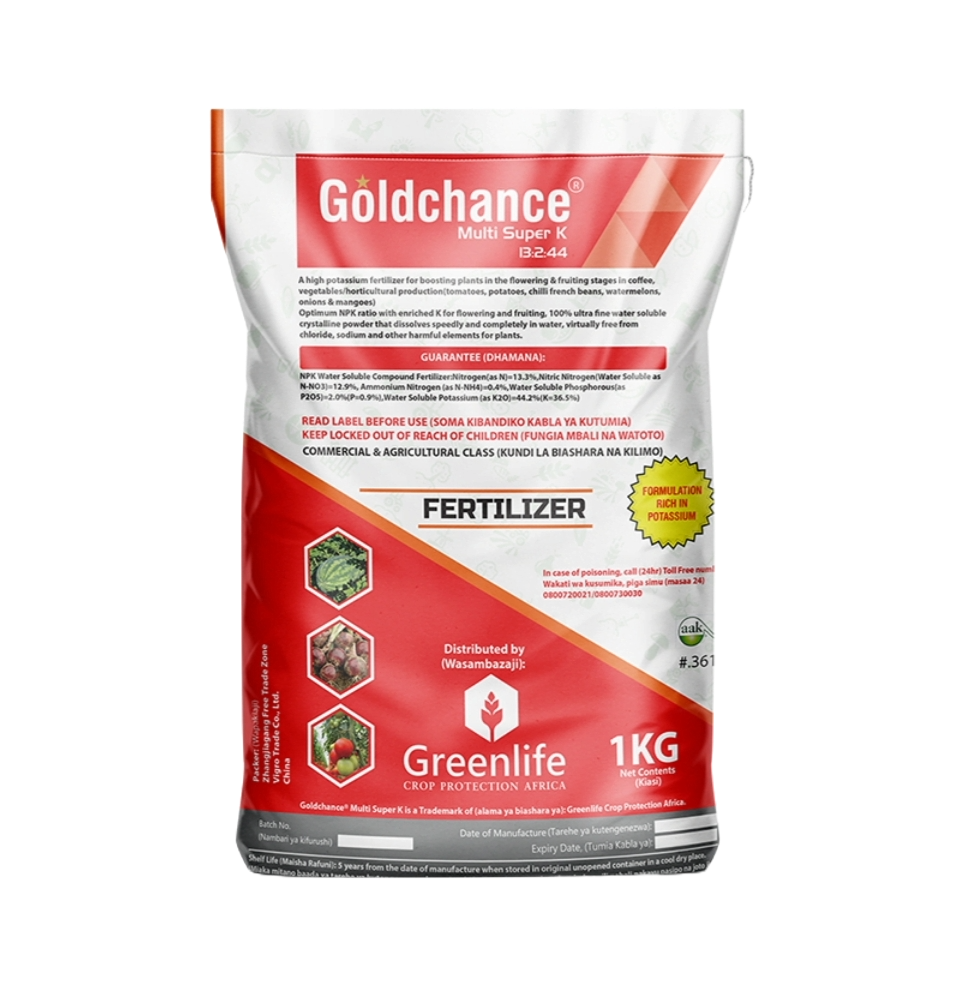 Goldchance®
Multi Super K
13:2:44
A high potassium fertilizer for boosting plants in the flowering & fruiting stages in coffee,
vegetables/horticultural production(tomatoes, potatoes, chilli french beans, watermelons,
onions & mangoes)
Optimum NPK ratio with enriched K for flowering and fruiting, 100% ultra fine water soluble
crystalline powder that dissolves speedly and completely in water, virtually free from
chloride, sodium and other harmful elements for plants.
GUARANTEE (DHAMANA):
NPK Water Soluble Compound Fertilizer:Nitrogen(as N)=13.3%,Nitric Nitrogen(Water Soluble as
N-NO3)=12.9%, Ammonium Nitrogen (as N-NH4)=0.4%,Water Soluble Phosphorous(as
P2O5)=2.0%(P=0.9%),Water Soluble Potassium (as K2O)=44.2%(K=36.5%)
READ LABEL BEFORE USE (SOMA KIBANDIKO KABLA YA KUTUMIA)
KEEP LOCKED OUT OF REACH OF CHILDREN (FUNGIA MBALI NA WATOTO)
COMMERCIAL & AGRICULTURAL CLASS (KUNDI LA BIASHARA NA KILIMO)
FORMULATION
RICH IN
POTASSIUM
FERTILIZER
In case of poisoning, call (24hr) Toll Free
Wakati wa kusumika, piga simu (masaa 24)
0800720021/0800730030
aak
#.361
Distributed by
(Wasambazaji):
Greenlife
CROP PROTECTION AFRICA
1KG
Net Contents
(Kiasi)
Packer: (Wapakiaji)
Zhangjiagang Free Trade Zone
Vigro Trade Co., Ltd.
China
Goldchance® Multi Super K is a Trademark of (alama ya biashara ya): Greenlife Crop Protection Africa.
Batch No.
(Nambari ya kifurushi)
Date of Manufacture (Tarehe ya kutengenezwa):
Expiry Date, (Tumia Kabla ya):
Shelf Life (Maisha Rafuni): 5 years from the date of manufacture when stored in original unopened container in a cool dry place.